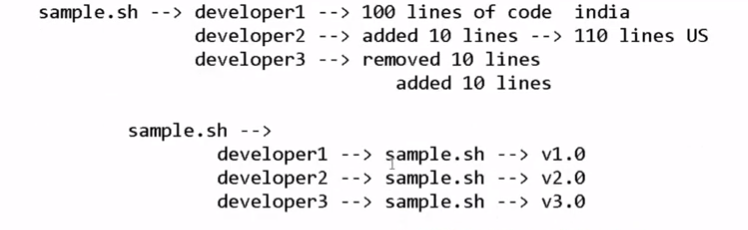 sample.sh --> developer1 --> 100 lines of code india
developer2 --> added 10 lines --> 110 lines US
developer3 --> removed 10 lines
added 10 lines
sample.sh -->
developer1 --> sample.sh --> v1.0
developer2 --> sample.sh --> v2.0
developer3 --> sample.sh --> v3.0